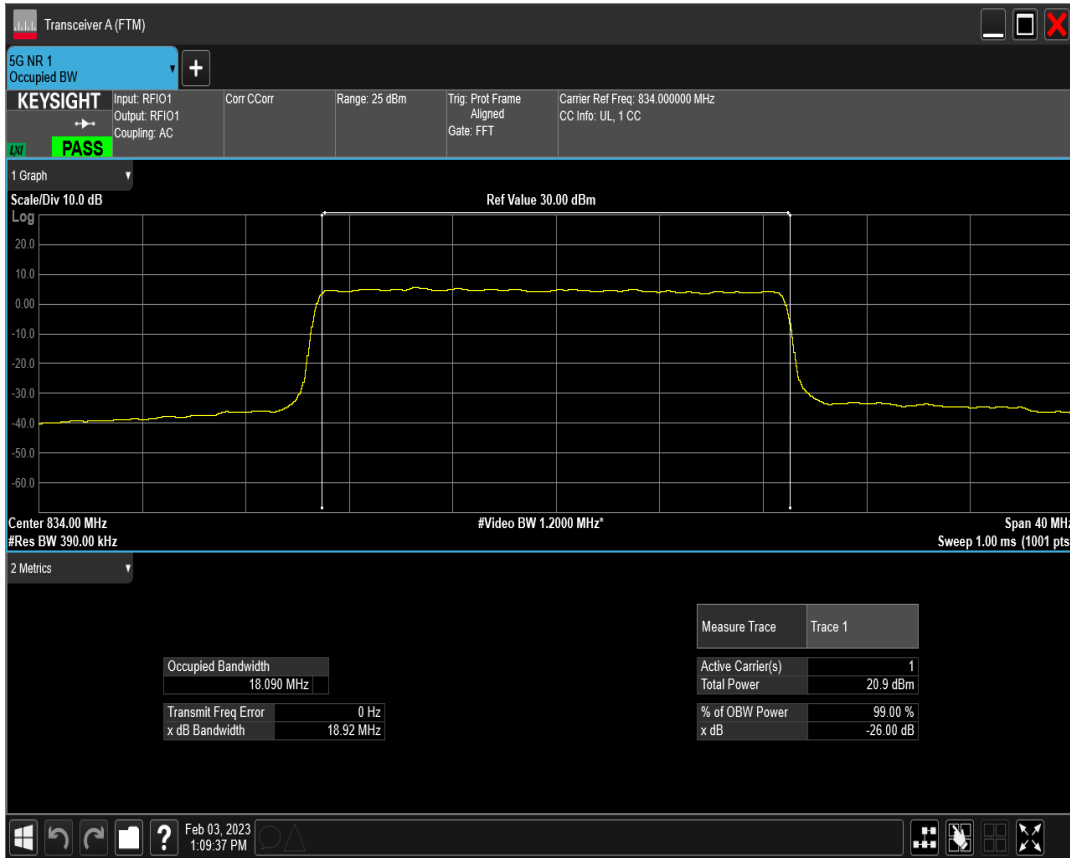 Transceiver A (FTM)
5G NR 1
Occupied BW
+
KEYSIGHT
LXI
PASS
Input: RFIO1
Output: RFIO1
Coupling: AC
Corr CCorr
Range: 25 dBm
Trig: Prot Frame
Aligned
Gate: FFT
Carrier Ref Freq: 834.000000 MHz
CC Info: UL, 1 CC
1 Graph
Scale/Div 10.0 dB
Ref Value 30.00 dBm
Log
20.0
10.0
0.00
-10.0
-20.0
-30.0
-40.0
-50.0
-60.0
Center 834.00 MHz
#Video BW 1.2000 MHz*
Span 40 MHz
#Res BW 390.00 kHz
Sweep 1.00 ms (1001 pts
2 Metrics
Measure Trace Trace 1
Occupied Bandwidth
18.090 MHz
Active Carrier(s) 1
Total Power 20.9 dBm
Transmit Freq Error 0 Hz
x dB Bandwidth 18.92 MHz
% of OBW Power 99.00 %
x dB -26.00 dB
?
Feb 03, 2023
1:09:37 PM